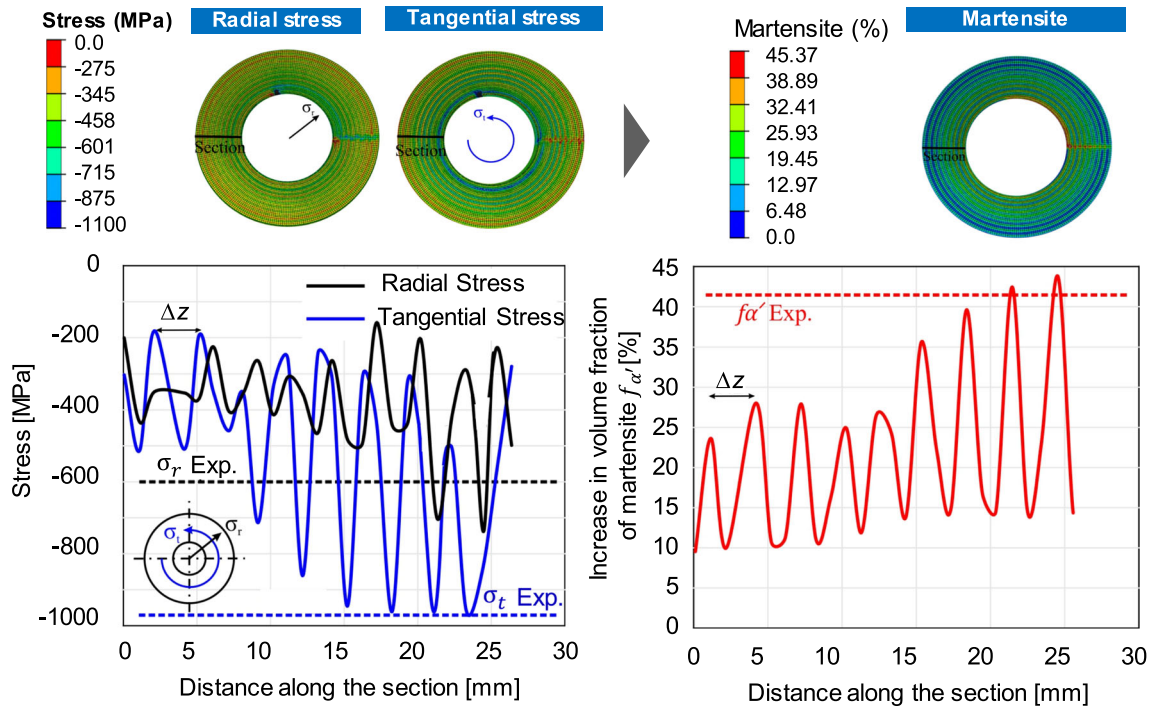 Stress (MPa)
0.0
-275
-345
-458
-601
-715
-875
-1100
Radial stress
σr
Section
Tangential stress
σt
Section
Martensite (%)
45.37
38.89
32.41
25.93
19.45
12.97
6.48
0.0
Martensite
Section
Stress [MPa]
0
-200
-400
-600
-800
-1000
Δz
Radial Stress
Tangential Stress
σr Exp.
σt
σr
σt Exp.
0 5 10 15 20 25 30
Distance along the section [mm]
Increase in volume fraction
of martensite fα' [%]
45
40
35
30
25
20
15
10
5
0
fα' Exp.
Δz
0 5 10 15 20 25 30
Distance along the section [mm]